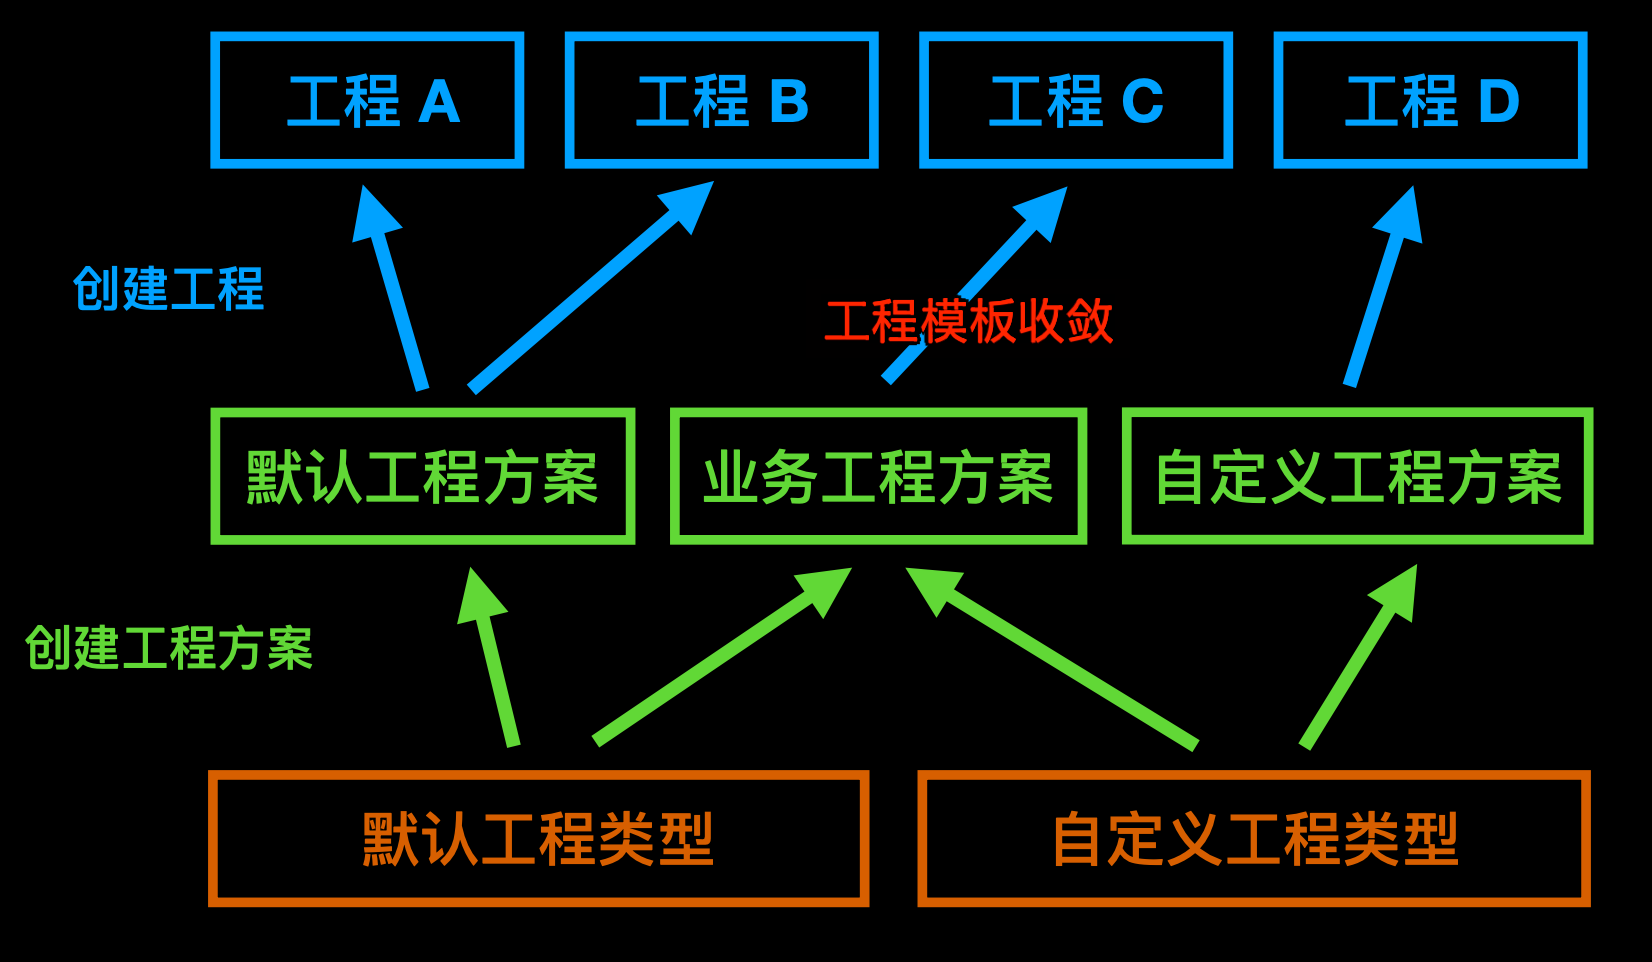 工程 A
工程 B
工程 C
工程 D
创建工程
工程模板收敛
默认工程方案
业务工程方案
自定义工程方案
创建工程方案
默认工程类型
自定义工程类型